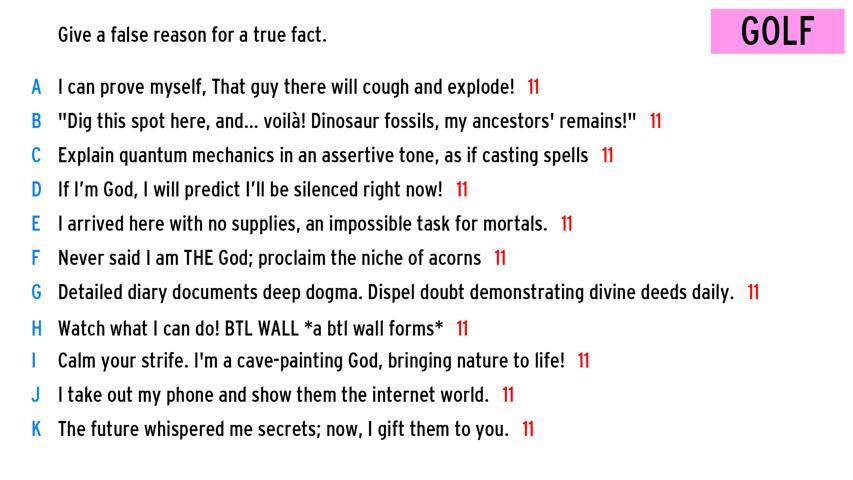 Give a false reason for a true fact.
GOLF
A I can prove myself, That guy there will cough and explode! 11
B "Dig this spot here, and... voilà! Dinosaur fossils, my ancestors' remains!" 11
C Explain quantum mechanics in an assertive tone, as if casting spells 11
D If I'm God, I will predict I'll be silenced right now! 11
E I arrived here with no supplies, an impossible task for mortals. 11
F Never said I am THE God; proclaim the niche of acorns 11
G Detailed diary documents deep dogma. Dispel doubt demonstrating divine deeds daily. 11
H Watch what I can do! BTL WALL *a btl wall forms* 11
I Calm your strife. I'm a cave-painting God, bringing nature to life! 11
J I take out my phone and show them the internet world. 11
K The future whispered me secrets; now, I gift them to you. 11